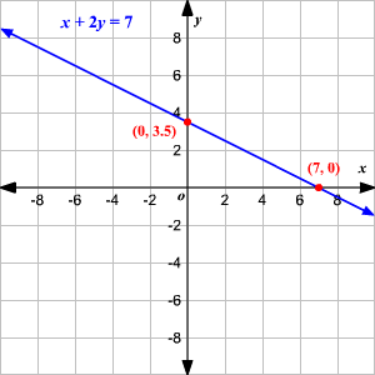 x + 2y = 7
y
8
6
4
(0, 3.5)
2
(7, 0)
x
o
-8 -6 -4 -2 2 4 6 8
-2
-4
-6
-8